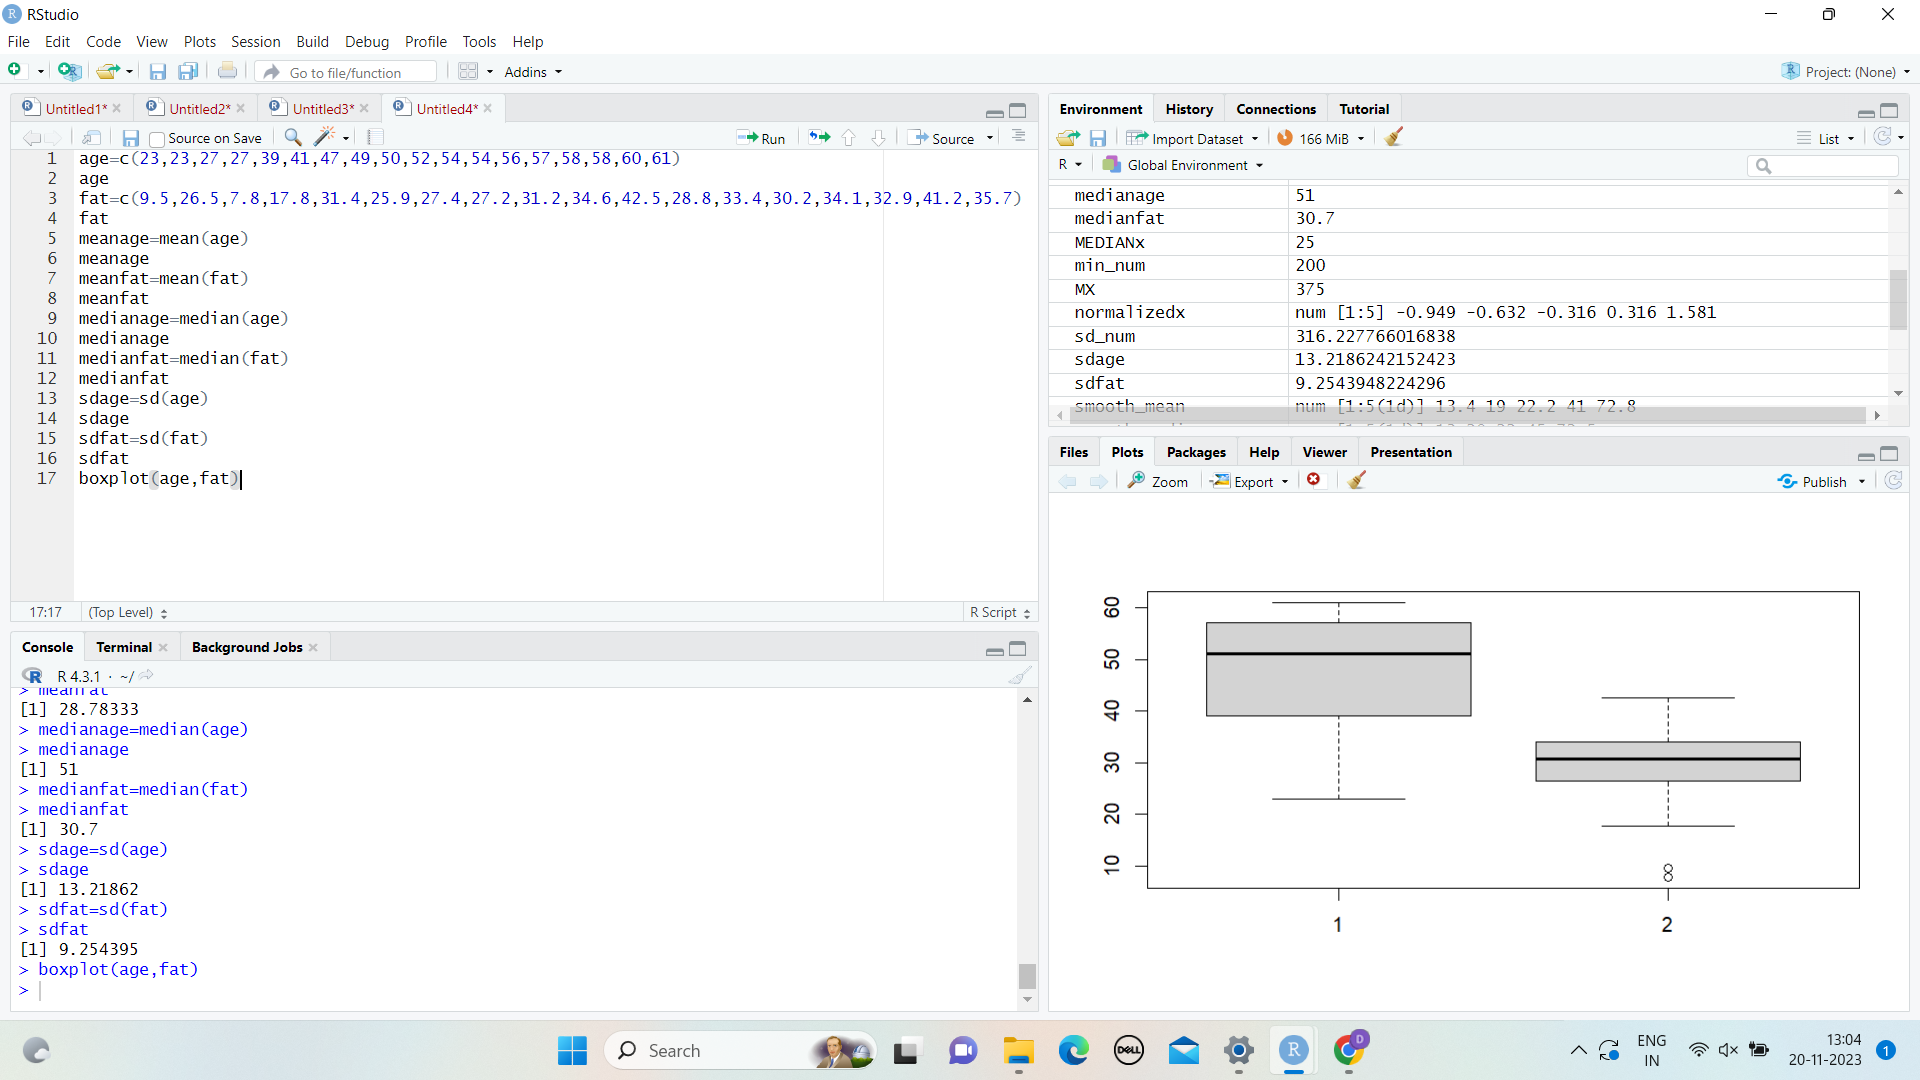 RStudio
File Edit Code View Plots Session Build Debug Profile Tools Help
Go to file/function Addins Project: (None)
Untitled1* Untitled2* Untitled3* Untitled4*
Source on Save Run Source
1 age=c(23,23,27,27,39,41,47,49,50,52,54,54,56,57,58,58,60,61)
2 age
3 fat=c(9.5,26.5,7.8,17.8,31.4,25.9,27.4,27.2,31.2,34.6,42.5,28.8,33.4,30.2,34.1,32.9,41.2,35.7)
4 fat
5 meanage=mean(age)
6 meanage
7 meanfat=mean(fat)
8 meanfat
9 medianage=median(age)
10 medianage
11 medianfat=median(fat)
12 medianfat
13 sdage=sd(age)
14 sdage
15 sdfat=sd(fat)
16 sdfat
17 boxplot(age,fat)
17:17 (Top Level) R Script
Console Terminal Background Jobs
R 4.3.1 · ~/
> meanfat
[1] 28.78333
> medianage=median(age)
> medianage
[1] 51
> medianfat=median(fat)
> medianfat
[1] 30.7
> sdage=sd(age)
> sdage
[1] 13.21862
> sdfat=sd(fat)
> sdfat
[1] 9.254395
> boxplot(age,fat)
>
Environment History Connections Tutorial
Import Dataset 166 MiB List
R Global Environment
medianage 51
medianfat 30.7
MEDIANx 25
min_num 200
MX 375
normalizedx num [1:5] -0.949 -0.632 -0.316 0.316 1.581
sd_num 316.227766016838
sdage 13.2186242152423
sdfat 9.2543948224296
smooth_mean num [1:5(1d)] 13.4 19 22.2 41 72.8
Files Plots Packages Help Viewer Presentation
Zoom Export Publish
60
50
40
30
20
10
1 2
Search
DELL
D
ENG
IN
13:04
20-11-2023
1